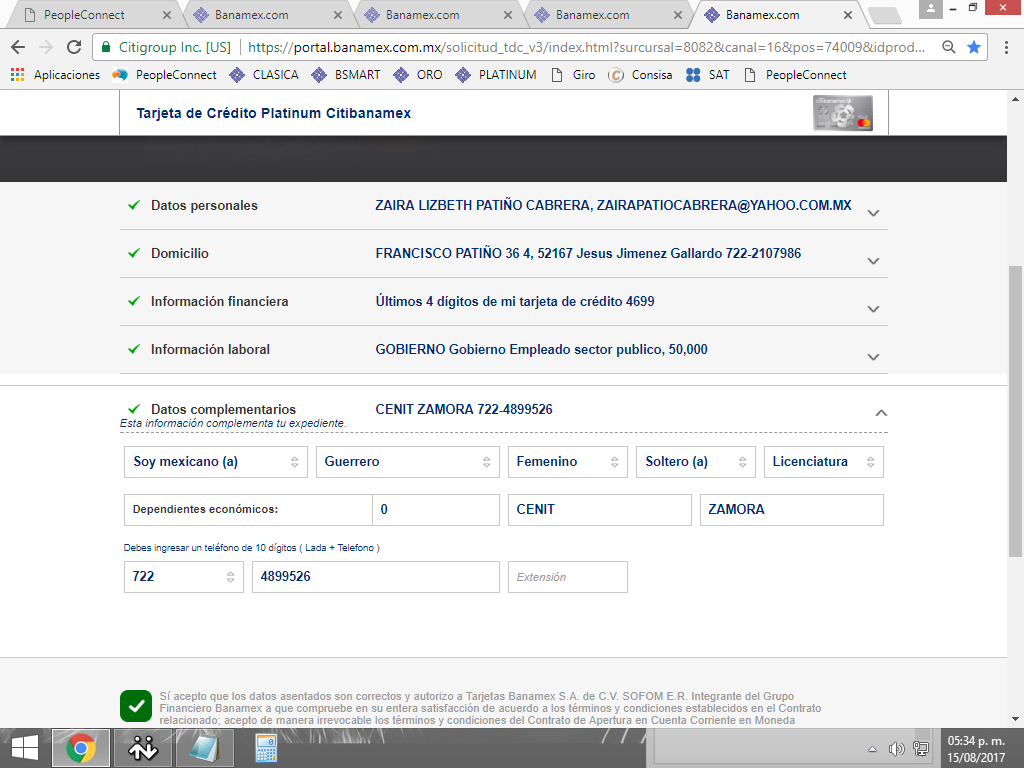 PeopleConnect Banamex.com Banamex.com Banamex.com Banamex.com
Citigroup Inc. [US] https://portal.banamex.com.mx/solicitud_tdc_v3/index.html?surcursal=8082&canal=16&pos=74009&idprod...
Aplicaciones PeopleConnect CLASICA BSMART ORO PLATINUM Giro Consisa SAT PeopleConnect
Tarjeta de Crédito Platinum Citibanamex
citibanamex
Datos personales ZAIRA LIZBETH PATIÑO CABRERA, ZAIRAPATIOCABRERA@YAHOO.COM.MX
Domicilio FRANCISCO PATIÑO 36 4, 52167 Jesus Jimenez Gallardo 722-2107986
Información financiera Últimos 4 dígitos de mi tarjeta de crédito 4699
Información laboral GOBIERNO Gobierno Empleado sector publico, 50,000
Datos complementarios CENIT ZAMORA 722-4899526
Esta información complementa tu expediente.
Soy mexicano (a) Guerrero Femenino Soltero (a) Licenciatura
Dependientes económicos: 0 CENIT ZAMORA
Debes ingresar un teléfono de 10 dígitos ( Lada + Telefono )
722 4899526 Extensión
Sí acepto que los datos asentados son correctos y autorizo a Tarjetas Banamex S.A. de C.V. SOFOM E.R. Integrante del Grupo
Financiero Banamex a que compruebe en su entera satisfacción de acuerdo a los términos y condiciones establecidos en el Contrato
relacionado; acepto de manera irrevocable los términos y condiciones del Contrato de Apertura en Cuenta Corriente en Moneda
05:34 p. m.
15/08/2017